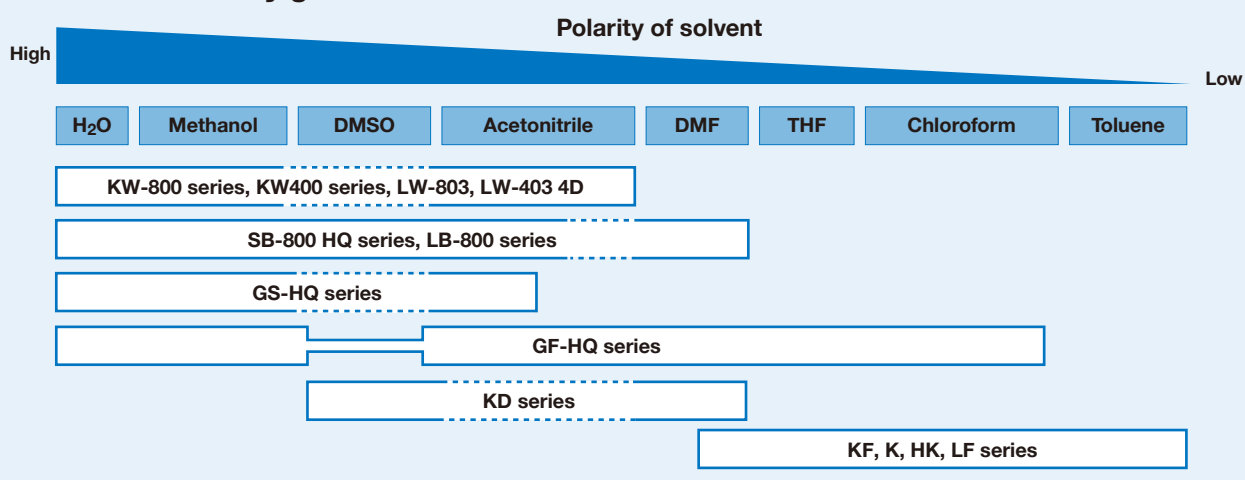 Polarity of solvent
High
Low
H₂O Methanol DMSO Acetonitrile DMF THF Chloroform Toluene
KW-800 series, KW400 series, LW-803, LW-403 4D
SB-800 HQ series, LB-800 series
GS-HQ series
GF-HQ series
KD series
KF, K, HK, LF series